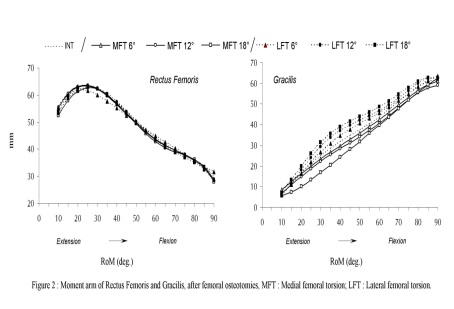 INT MFT 6° MFT 12° MFT 18° LFT 6° LFT 12° LFT 18°
Rectus Femoris
Gracilis
70
60
50
40
30
20
mm
0 10 20 30 40 50 60 70 80 90
Extension Flexion
RoM (deg.)
70
60
50
40
30
20
10
0
0 10 20 30 40 50 60 70 80 90
Extension Flexion
RoM (deg.)
Figure 2 : Moment arm of Rectus Femoris and Gracilis, after femoral osteotomies, MFT : Medial femoral torsion; LFT : Lateral femoral torsion.